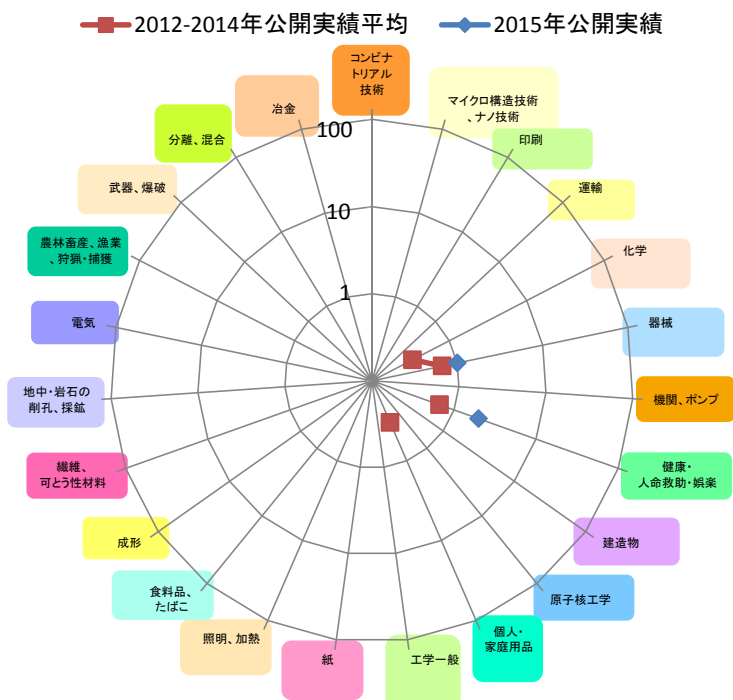 2012-2014年公開実績平均
2015年公開実績
コンビナ
トリアル
技術
マイクロ構造技術
、ナノ技術
印刷
運輸
化学
器械
機関、ポンプ
健康・
人命救助・娯楽
建造物
原子核工学
個人・
家庭用品
工学一般
紙
照明、加熱
食料品、
たばこ
成形
繊維、
可とう性材料
地中・岩石の
削孔、採鉱
電気
農林畜産、漁業
、狩猟・捕獲
武器、爆破
分離、混合
冶金
100
10
1